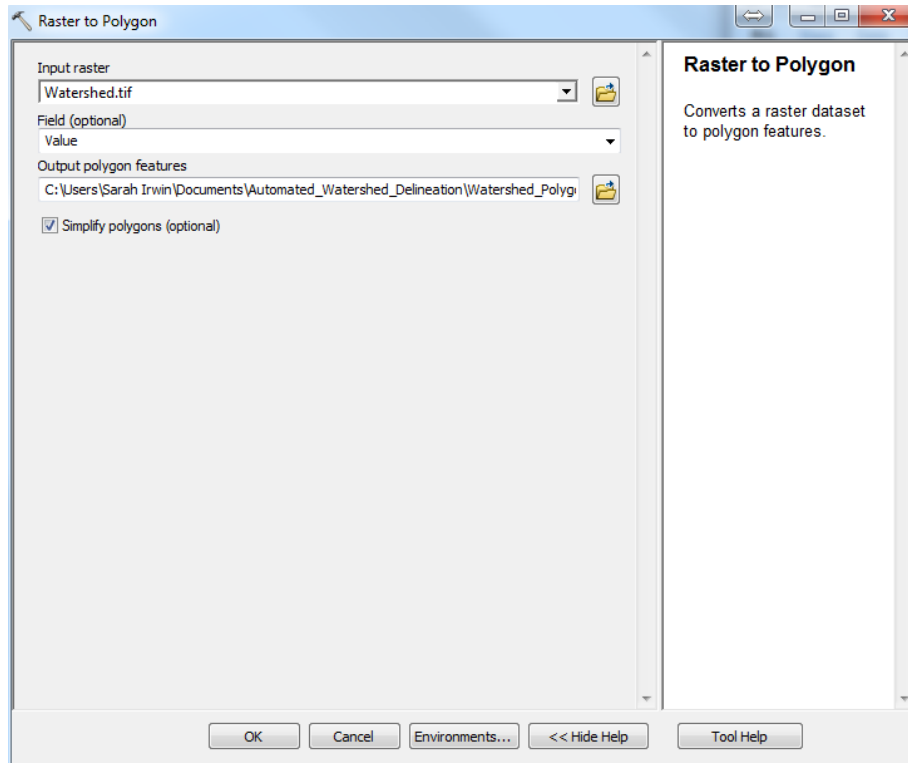 Raster to Polygon
Input raster
Watershed.tif
Field (optional)
Value
Output polygon features
C:\Users\Sarah Irwin\Documents\Automated_Watershed_Delineation\Watershed_Polyg
Simplify polygons (optional)
Raster to Polygon
Converts a raster dataset
to polygon features.
OK
Cancel
Environments...
<< Hide Help
Tool Help